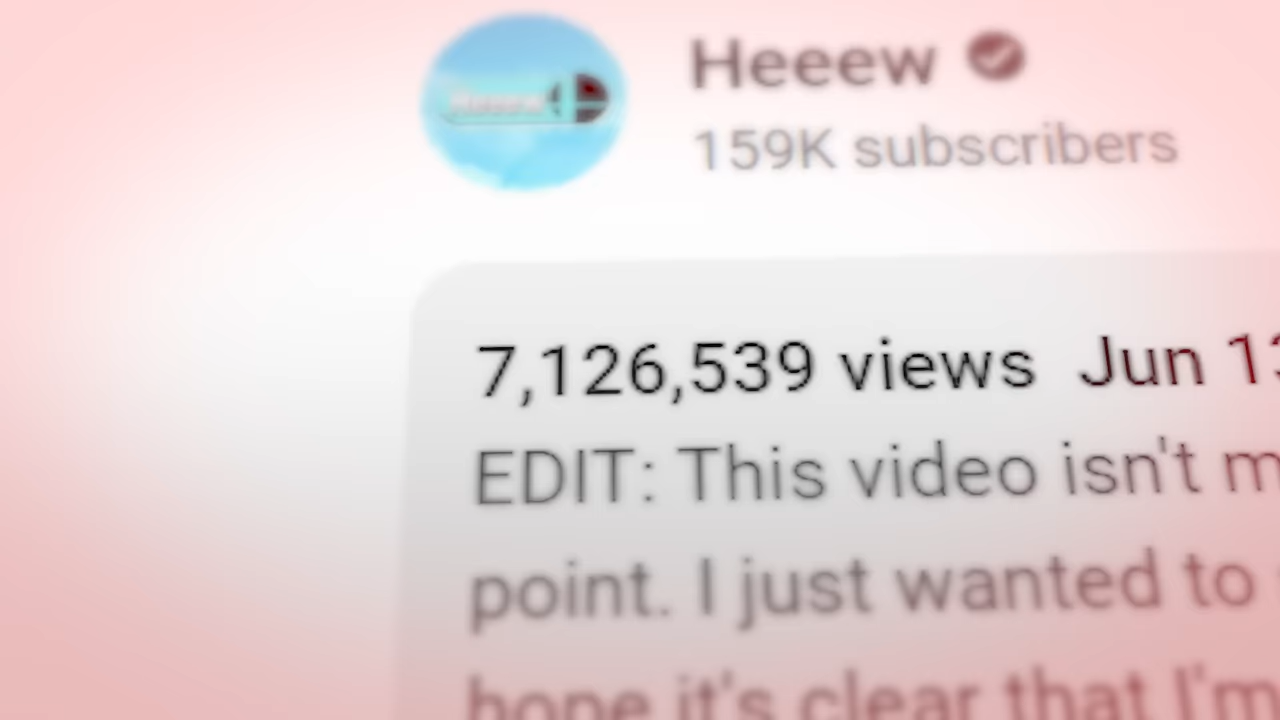 Heeew
159K subscribers
7,126,539 views Jun 13
EDIT: This video isn't m
point. I just wanted to
hope it's clear that I'm